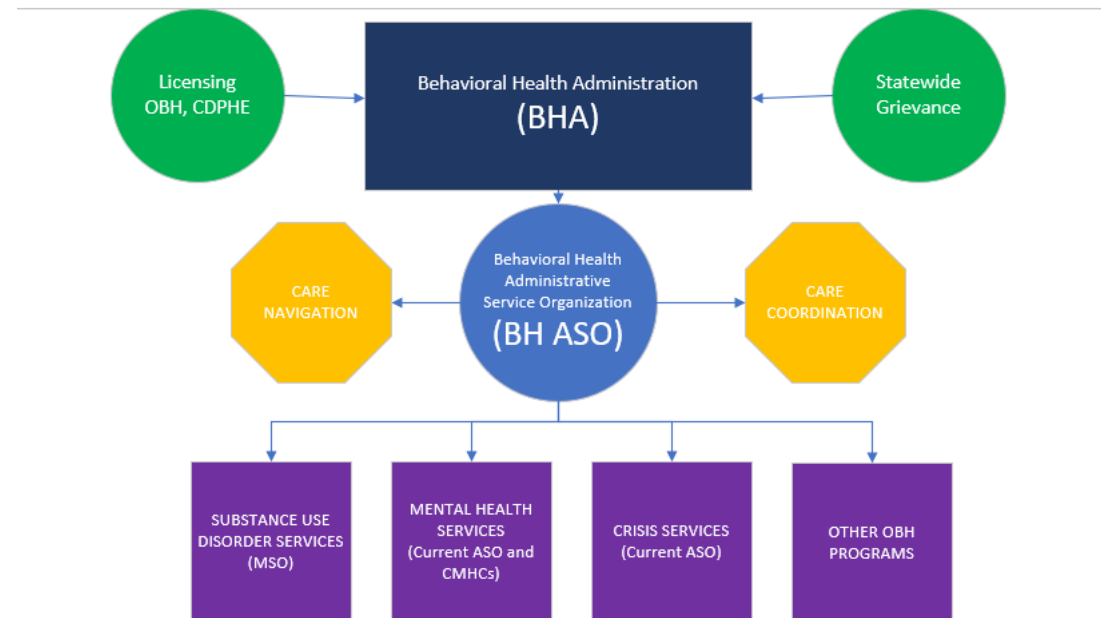 Licensing
OBH, CDPHE
Behavioral Health Administration
(BHA)
Statewide
Grievance
CARE
NAVIGATION
Behavioral Health
Administrative
Service Organization
(BH ASO)
CARE
COORDINATION
SUBSTANCE USE
DISORDER SERVICES
(MSO)
MENTAL HEALTH
SERVICES
(Current ASO and
CMHCs)
CRISIS SERVICES
(Current ASO)
OTHER OBH
PROGRAMS